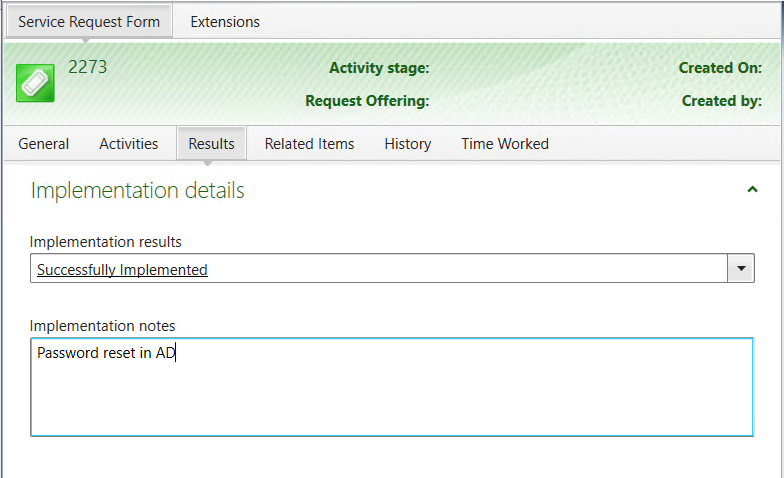 Service Request Form Extensions
2273 Activity stage: Created On:
Request Offering: Created by:
General Activities Results Related Items History Time Worked
Implementation details
Implementation results
Successfully Implemented
Implementation notes
Password reset in AD